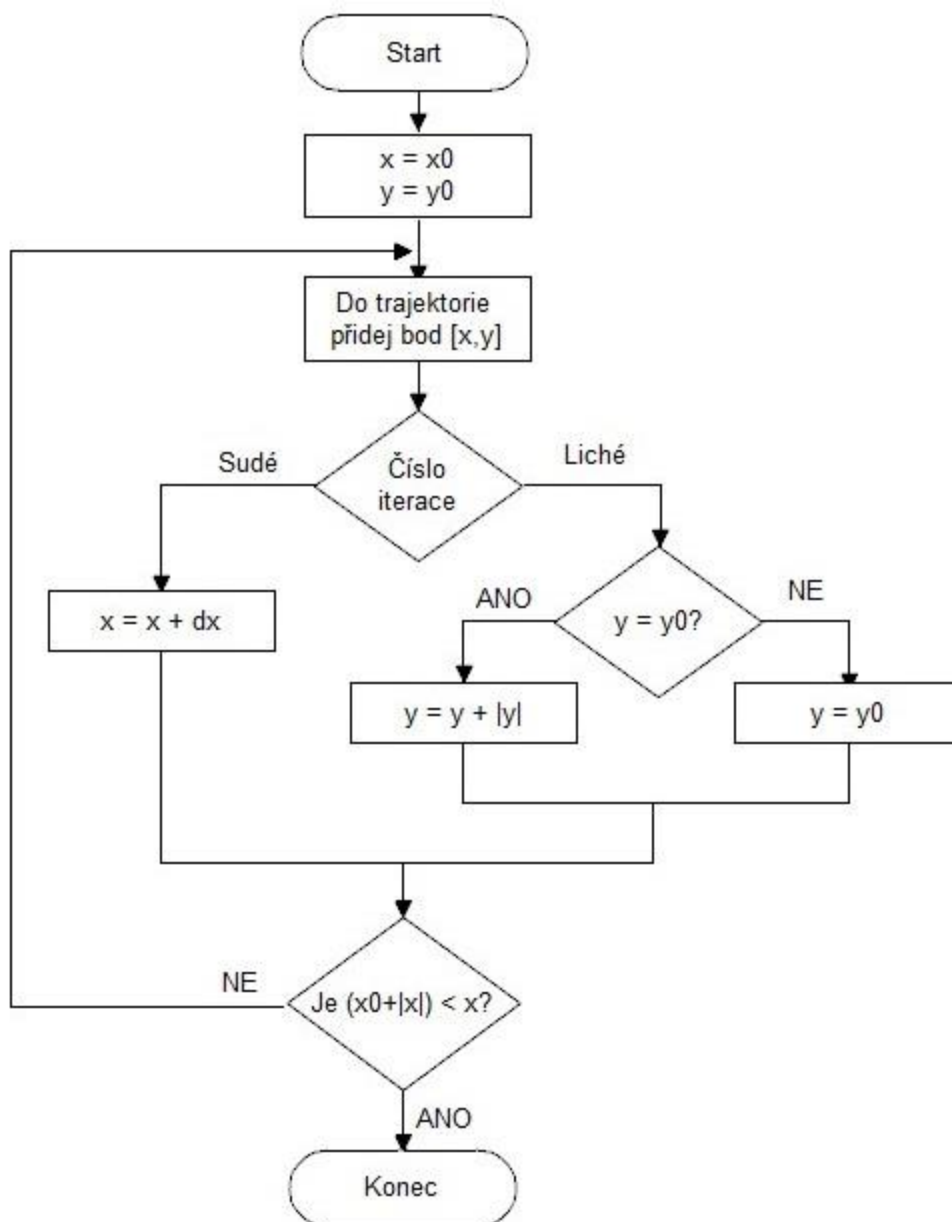 Start
x = x0
y = y0
Do trajektorie
přidej bod [x,y]
Sudé
Číslo
iterace
Liché
x = x + dx
ANO
y = y0?
NE
y = y + |y|
y = y0
NE
Je (x0+|x|) < x?
ANO
Konec